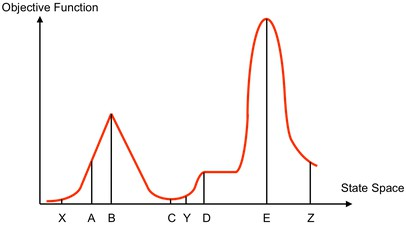 Objective Function
State Space
X A B C Y D E Z